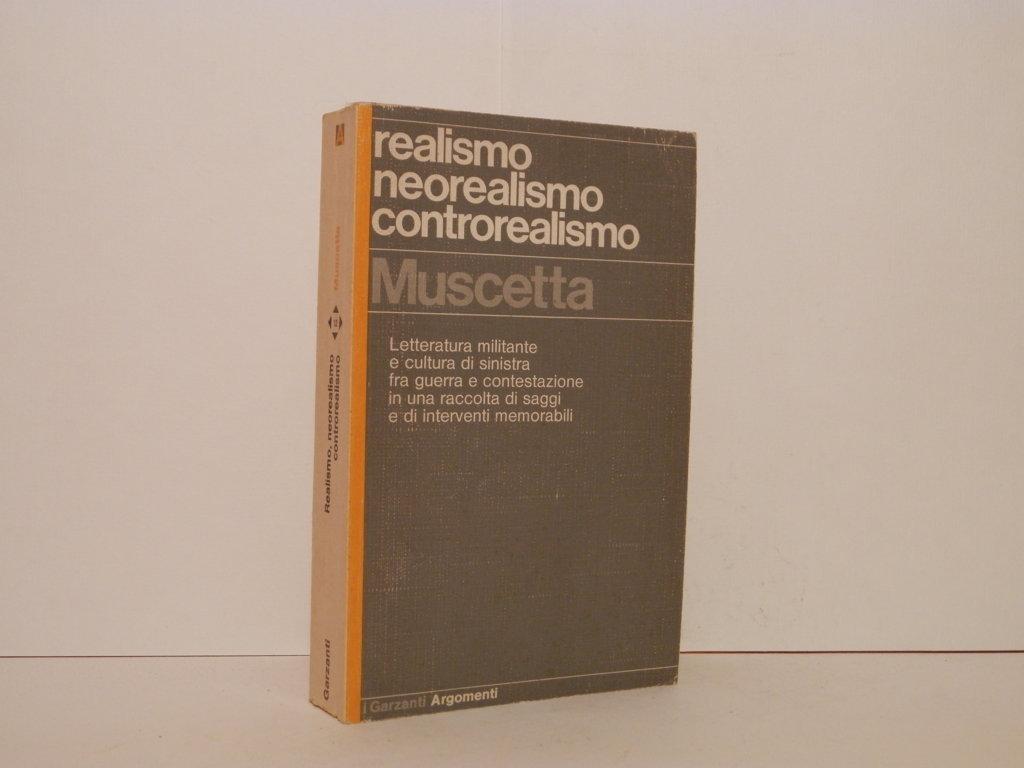 realismo
neorealismo
controrealismo
Muscetta
Letteratura militante
e cultura di sinistra
fra guerra e contestazione
in una raccolta di saggi
e di interventi memorabili
i Garzanti Argomenti
A
Muscetta
Realismo, neorealismo
controrealismo
Garzanti